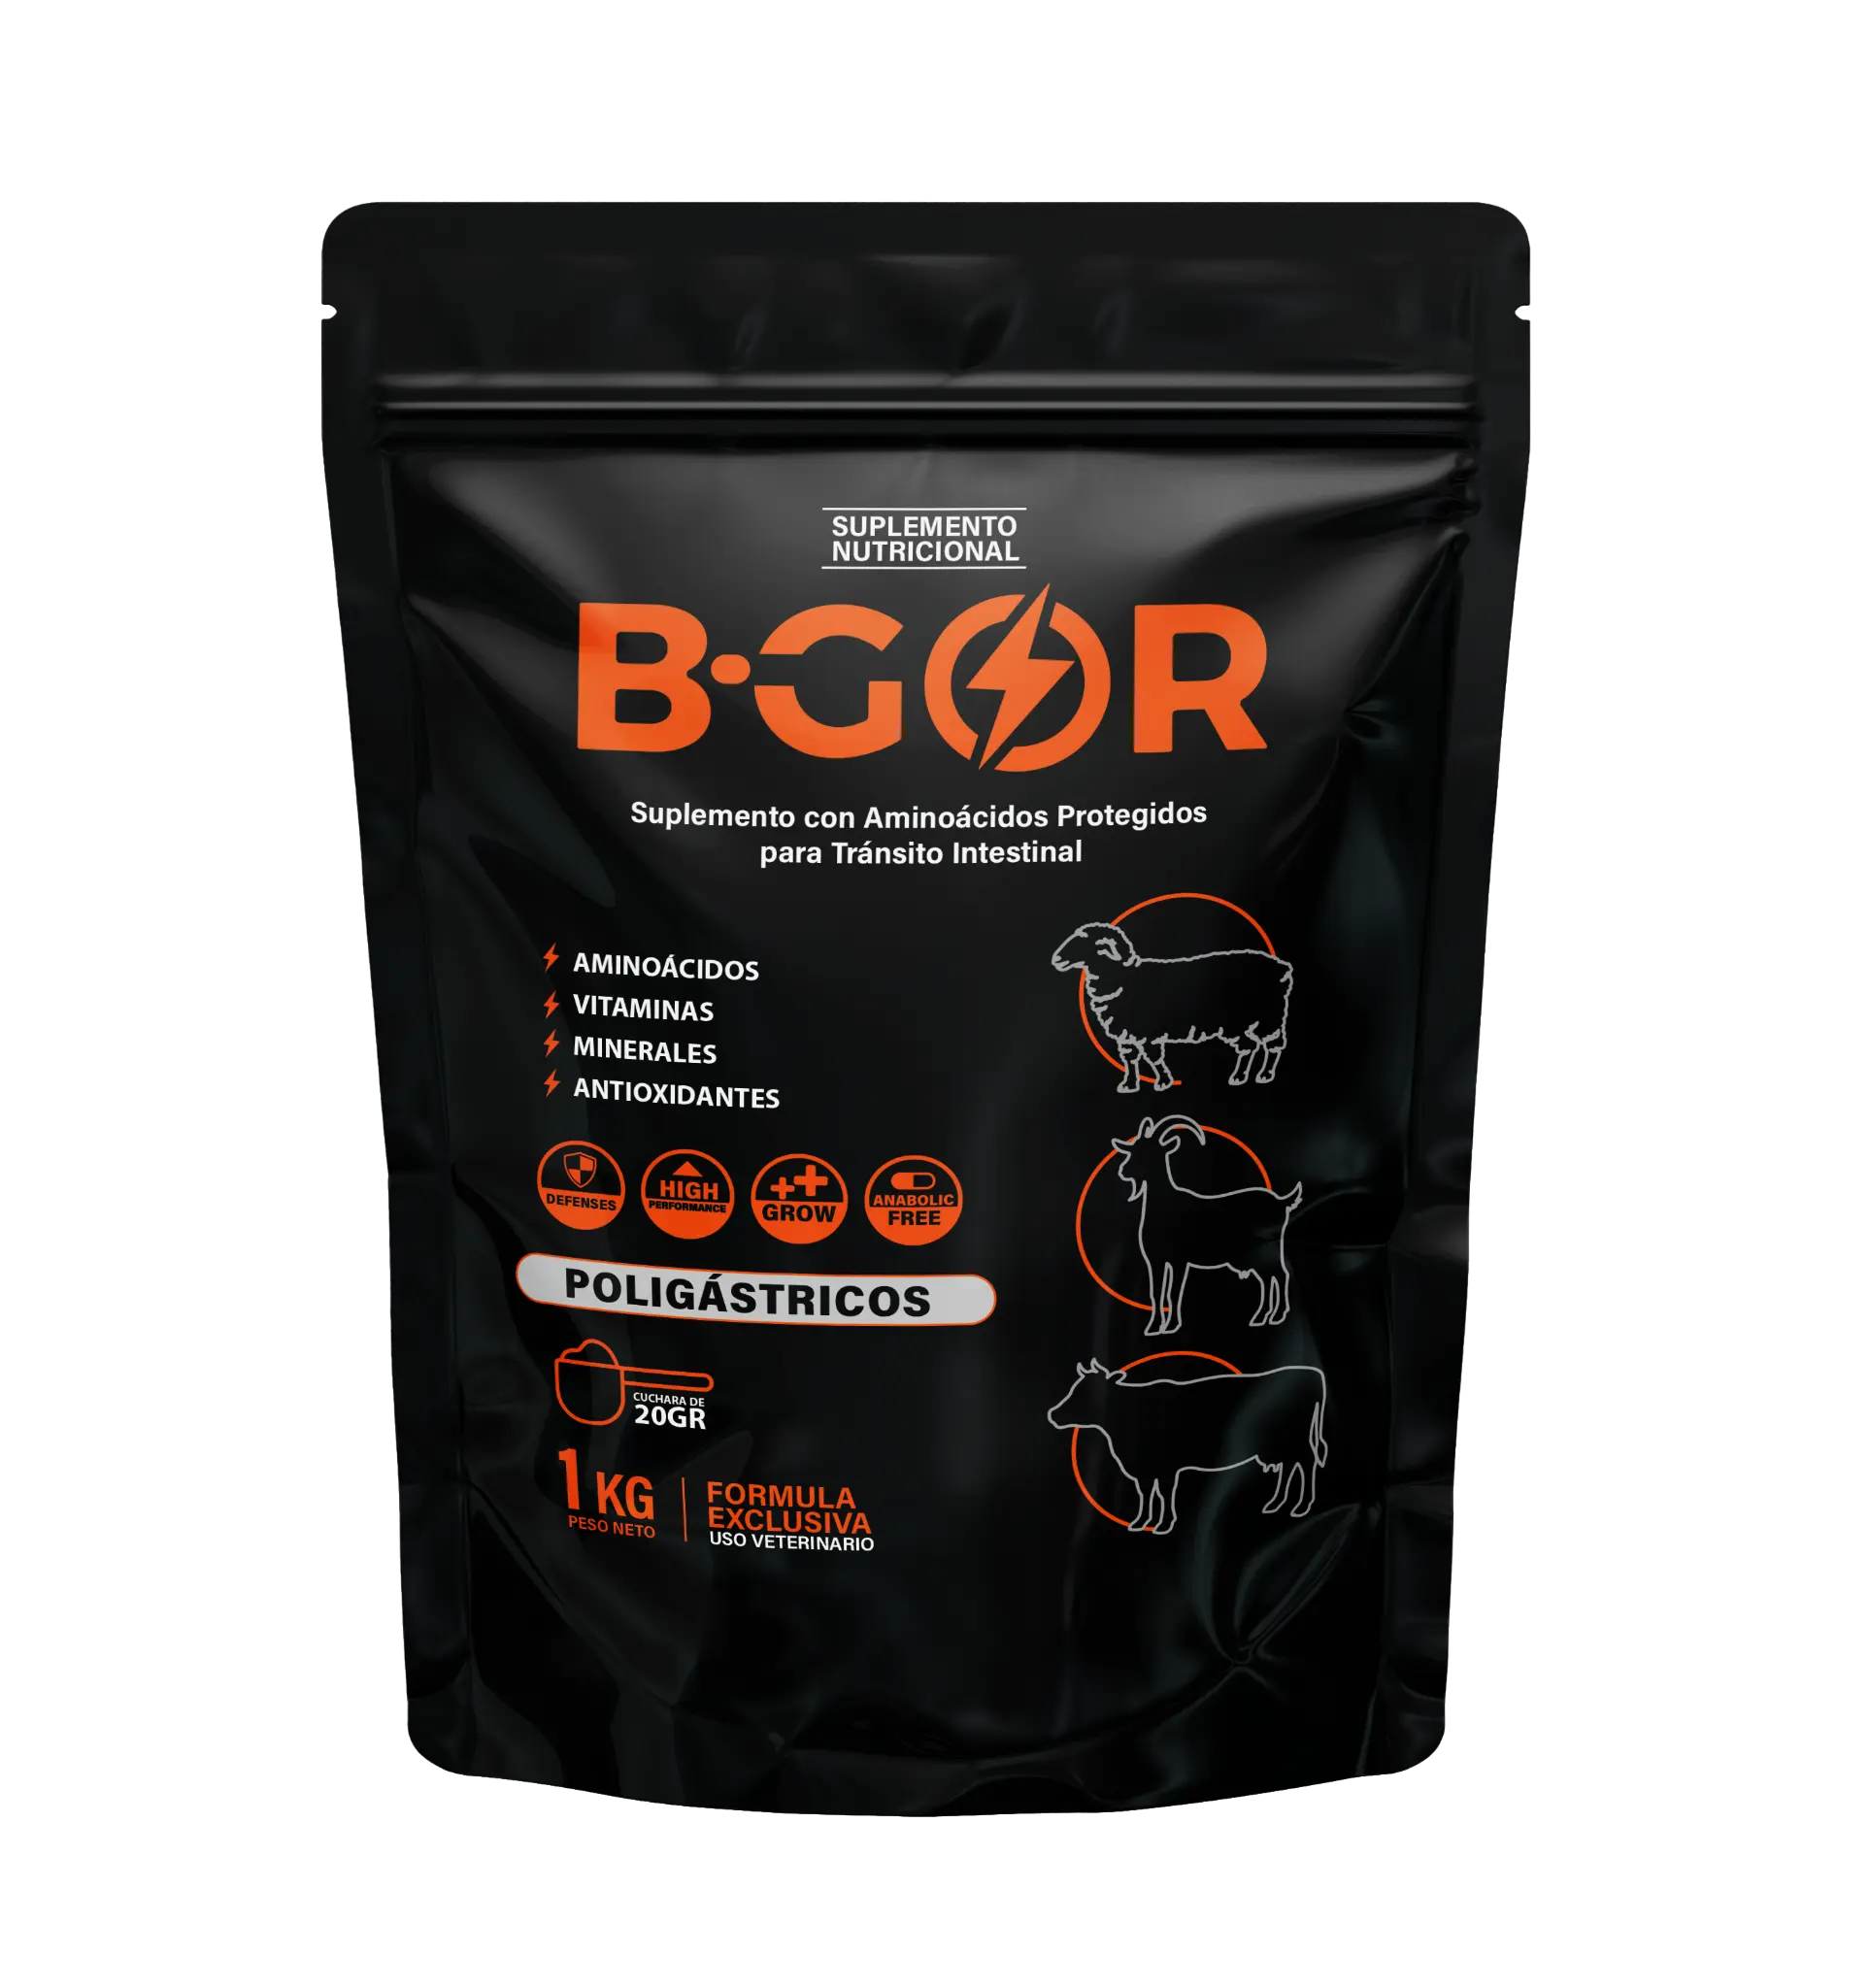 SUPLEMENTO
NUTRICIONAL
B·GOR
Suplemento con Aminoácidos Protegidos
para Tránsito Intestinal
AMINOÁCIDOS
VITAMINAS
MINERALES
ANTIOXIDANTES
DEFENSES
HIGH
PERFORMANCE
GROW
ANABOLIC
FREE
POLIGÁSTRICOS
CUCHARA DE
20GR
1 KG
PESO NETO
FORMULA
EXCLUSIVA
USO VETERINARIO